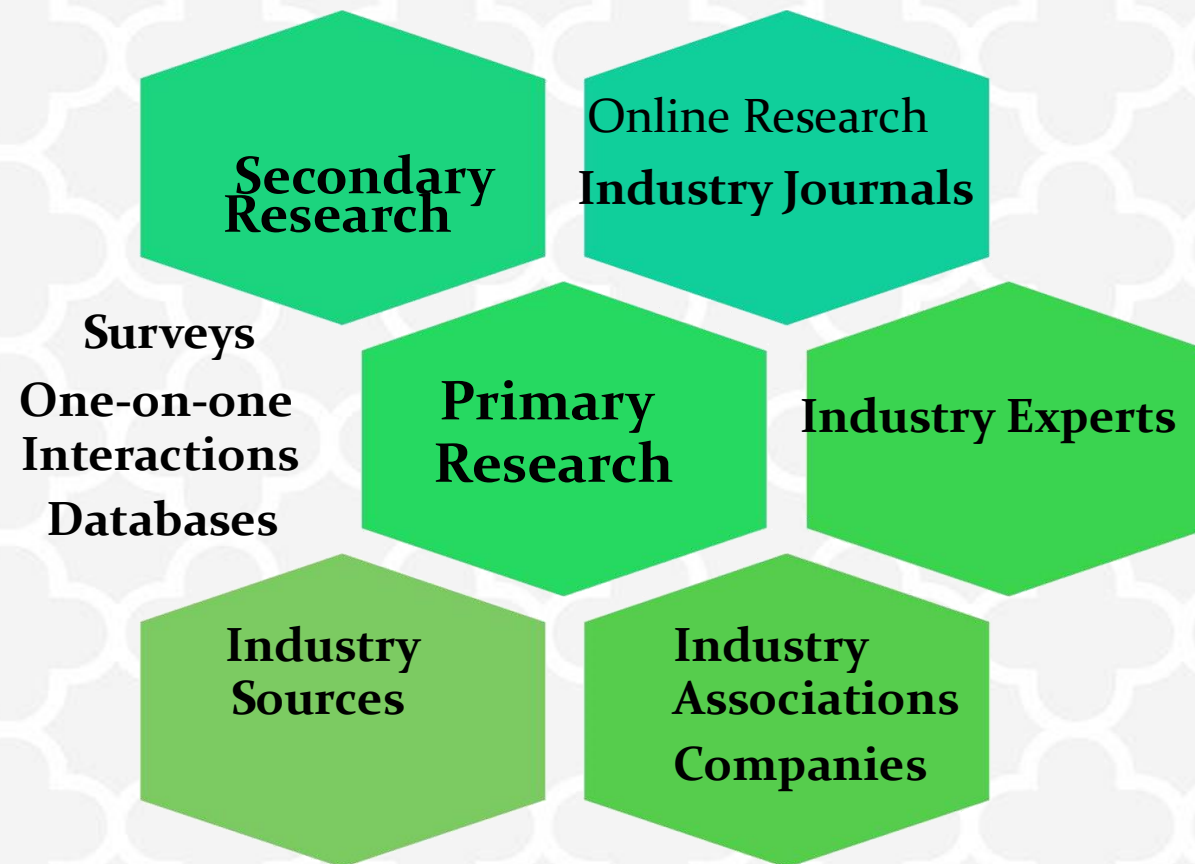 Secondary
Research
Online Research
Industry Journals
Surveys
One-on-one
Interactions
Databases
Primary
Research
Industry Experts
Industry
Sources
Industry
Associations
Companies